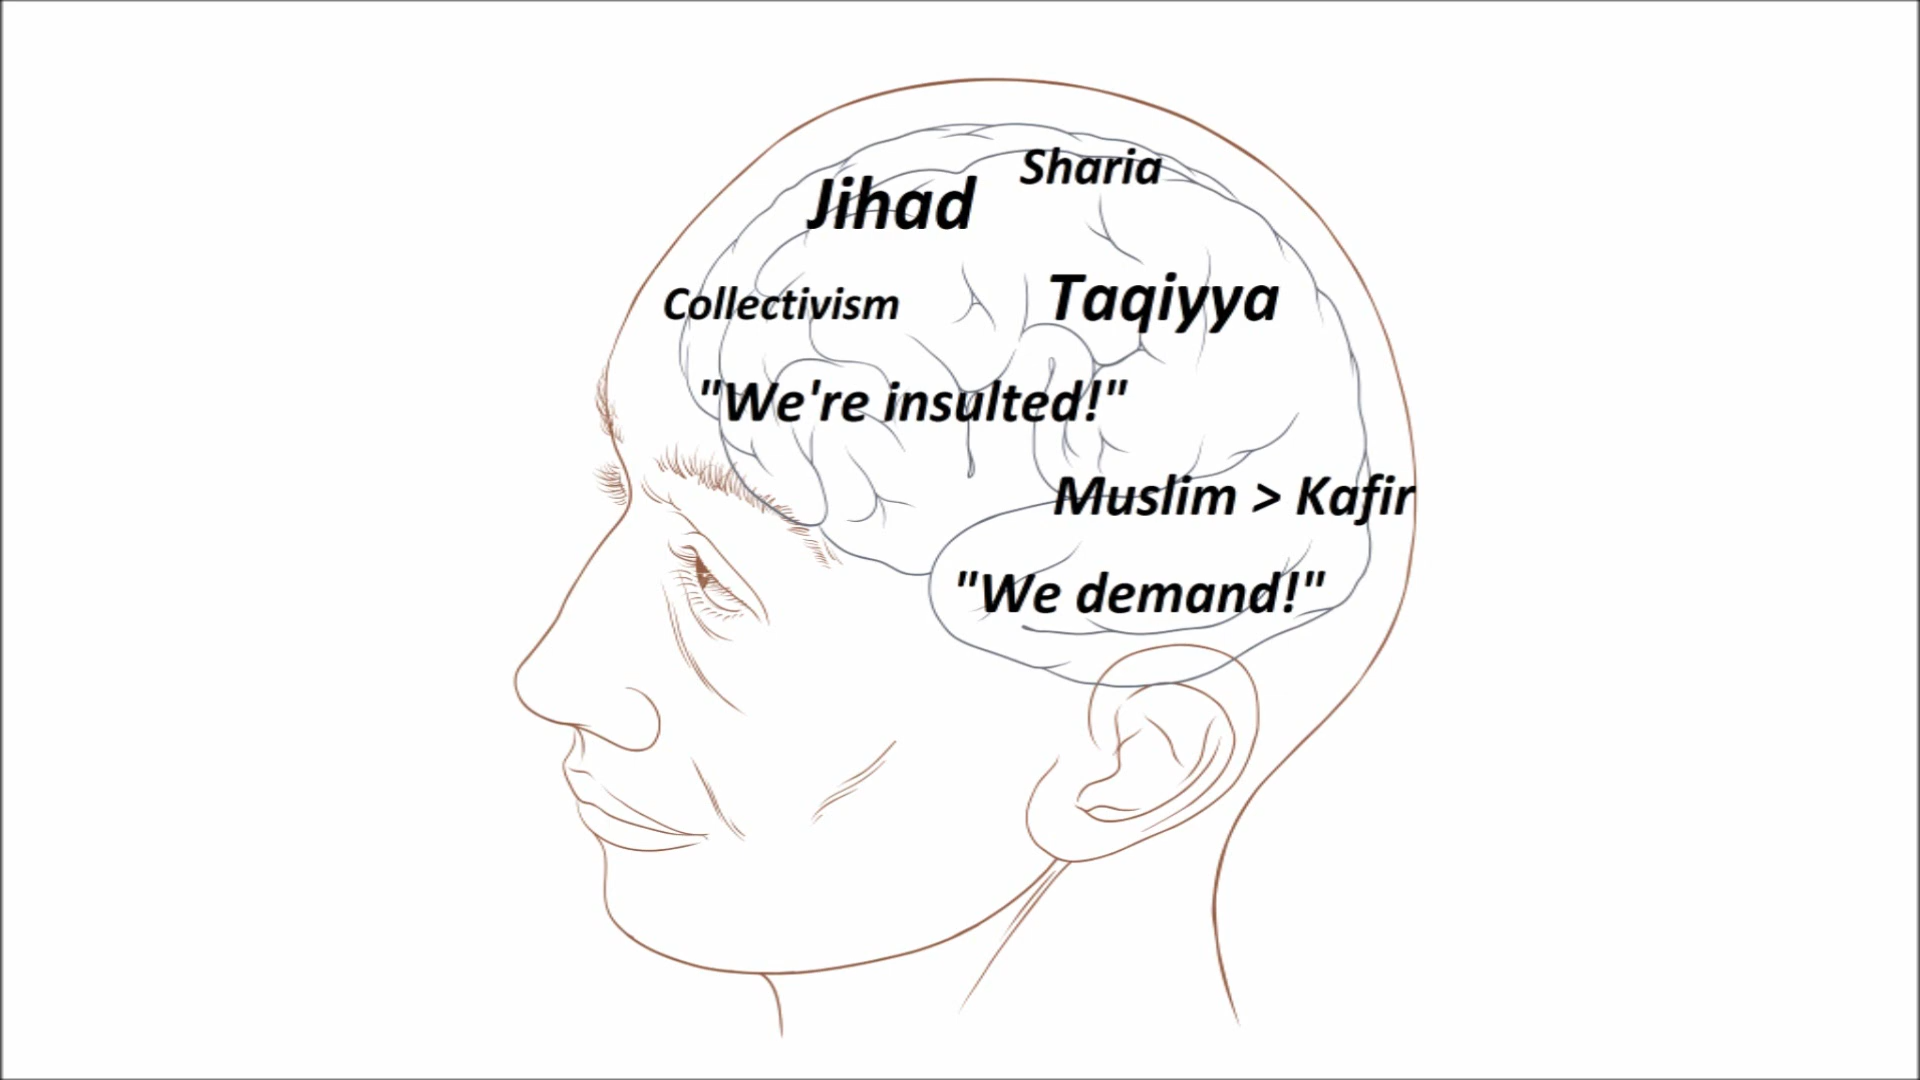 Sharia
Jihad
Taqiyya
Collectivism
"We're insulted!"
Muslim > Kafir
"We demand!"